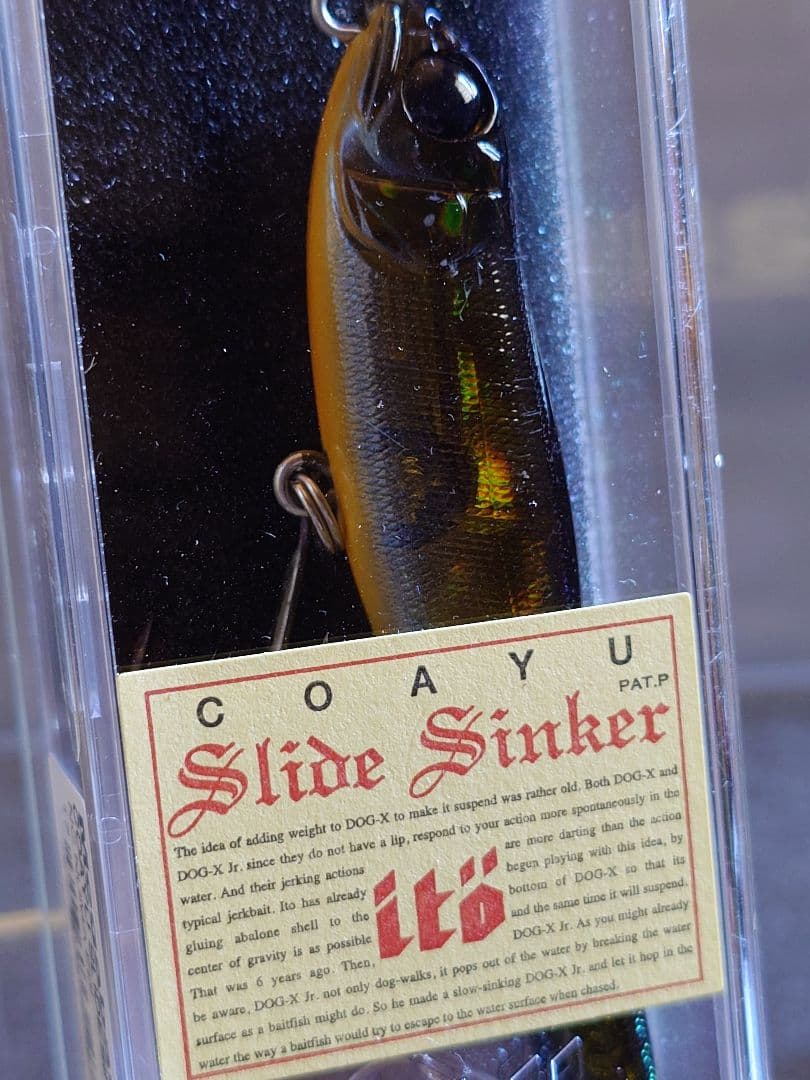 COAYU
PAT.P
Slide Sinker
The idea of adding weight to DOG-X to make it suspend was rather old. Both DOG-X and
DOG-X Jr. since they do not have a lip, respond to your action more spontaneously in the
water. And their jerking actions are more darting than the action
typical jerkbait. Ito has already begun playing with this idea, by
gluing abalone shell to the bottom of DOG-X so that its
center of gravity is as possible and the same time it will suspend.
That was 6 years ago. Then, DOG-X Jr. As you might already
be aware, DOG-X Jr. not only dog-walks, it pops out of the water by breaking the water
surface as a baitfish might do. So he made a slow-sinking DOG-X Jr. and let it hop in the
water the way a baitfish would try to escape to the water surface when chased.
itö